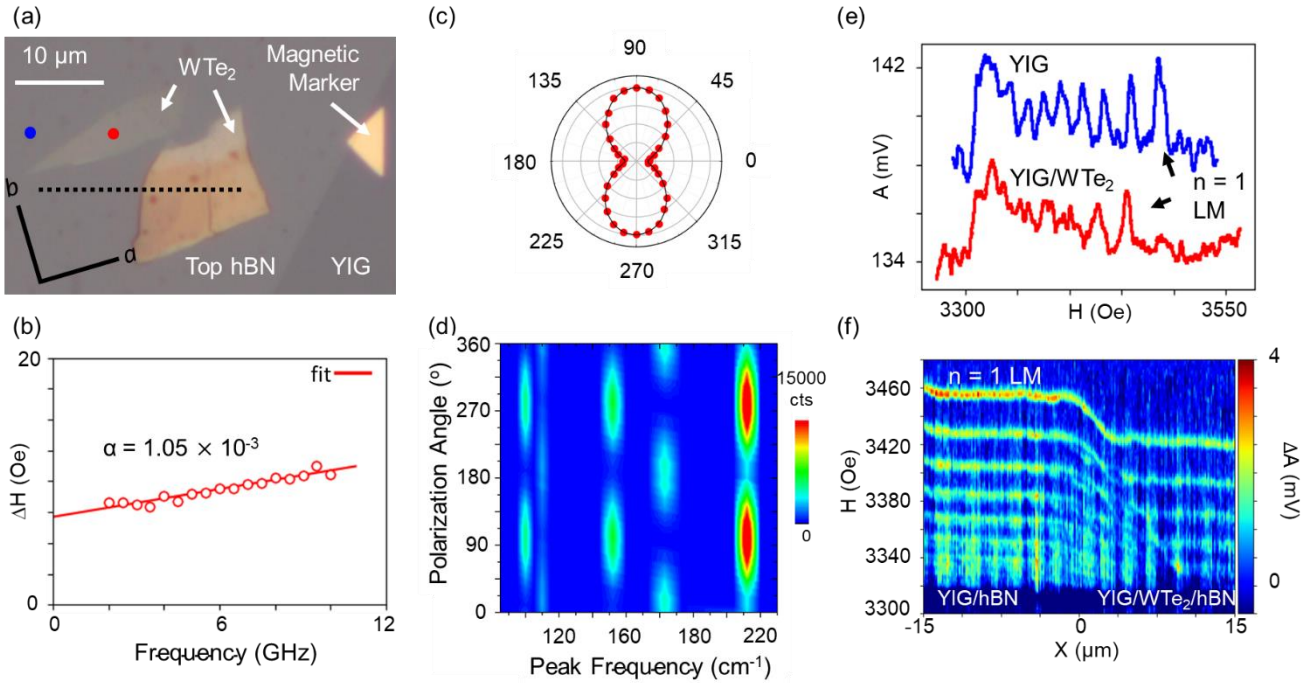 (a)
10 μm
WTe₂
Magnetic
Marker
b
a
Top hBN
YIG
(b)
20
ΔH (Oe)
0
fit
α = 1.05 × 10⁻³
0
6
12
Frequency (GHz)
(c)
90
135
45
180
0
225
315
270
(d)
Polarization Angle (°)
360
270
180
90
0
120
160
180
230
Peak Frequency (cm⁻¹)
15000
cts
0
(e)
142
A (mV)
134
YIG
YIG/WTe₂
n = 1
LM
3300
H (Oe)
3550
(f)
n = 1 LM
H (Oe)
3460
3420
3380
3340
3300
YIG/hBN
YIG/WTe₂/hBN
-15
0
15
X (μm)
4
ΔA (mV)
0